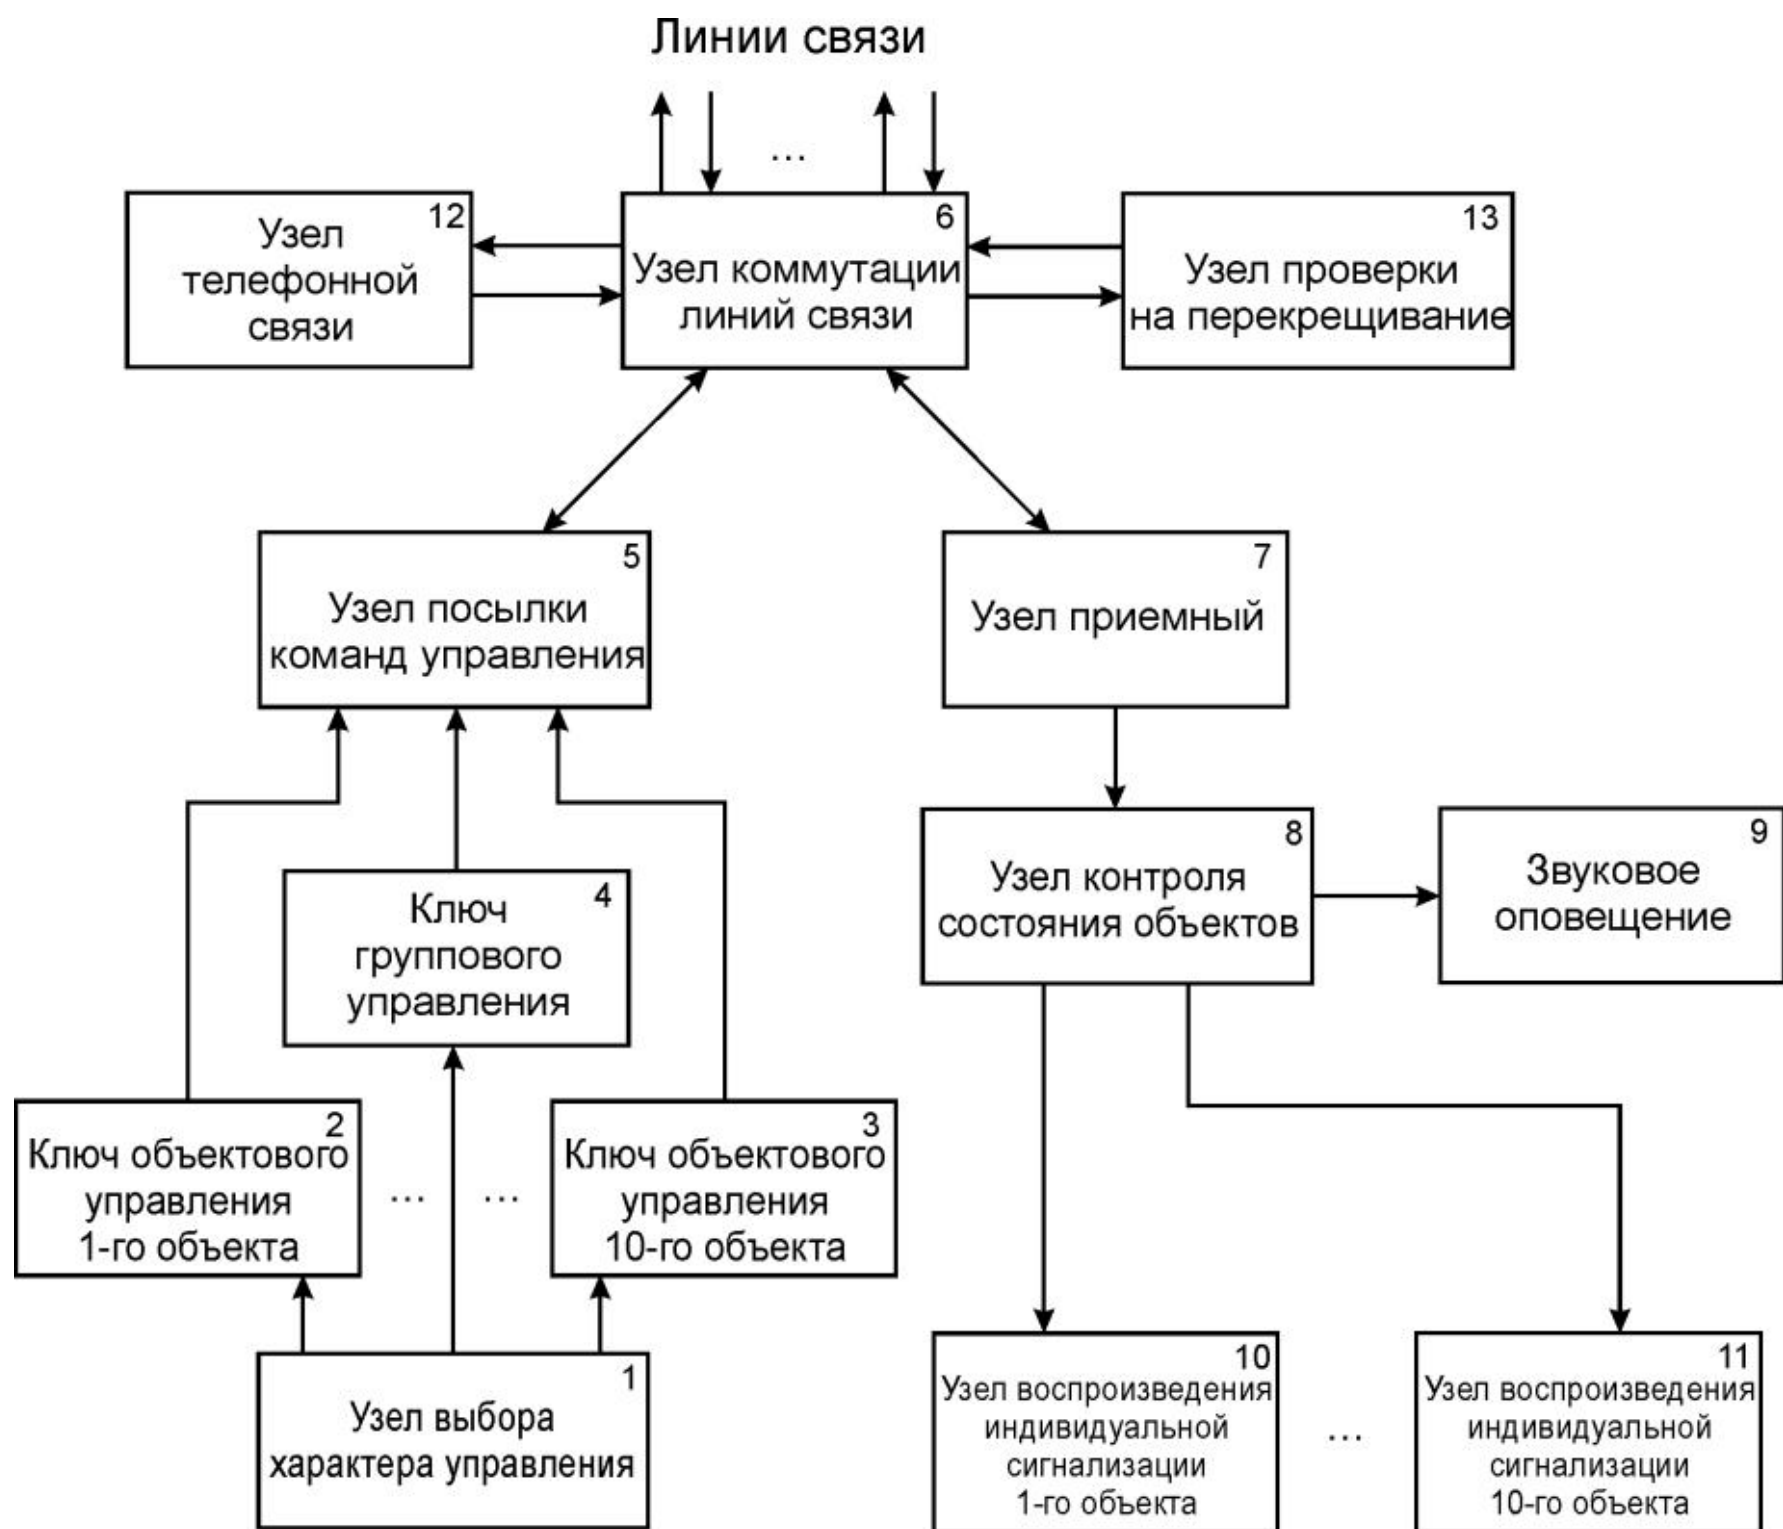 Линии связи
...
12
Узел
телефонной
связи
6
Узел коммутации
линий связи
13
Узел проверки
на перекрещивание
5
Узел посылки
команд управления
7
Узел приемный
8
Узел контроля
состояния объектов
9
Звуковое
оповещение
4
Ключ
группового
управления
2
Ключ объектового
управления
1-го объекта
... ...
3
Ключ объектового
управления
10-го объекта
1
Узел выбора
характера управления
10
Узел воспроизведения
индивидуальной
сигнализации
1-го объекта
...
11
Узел воспроизведения
индивидуальной
сигнализации
10-го объекта